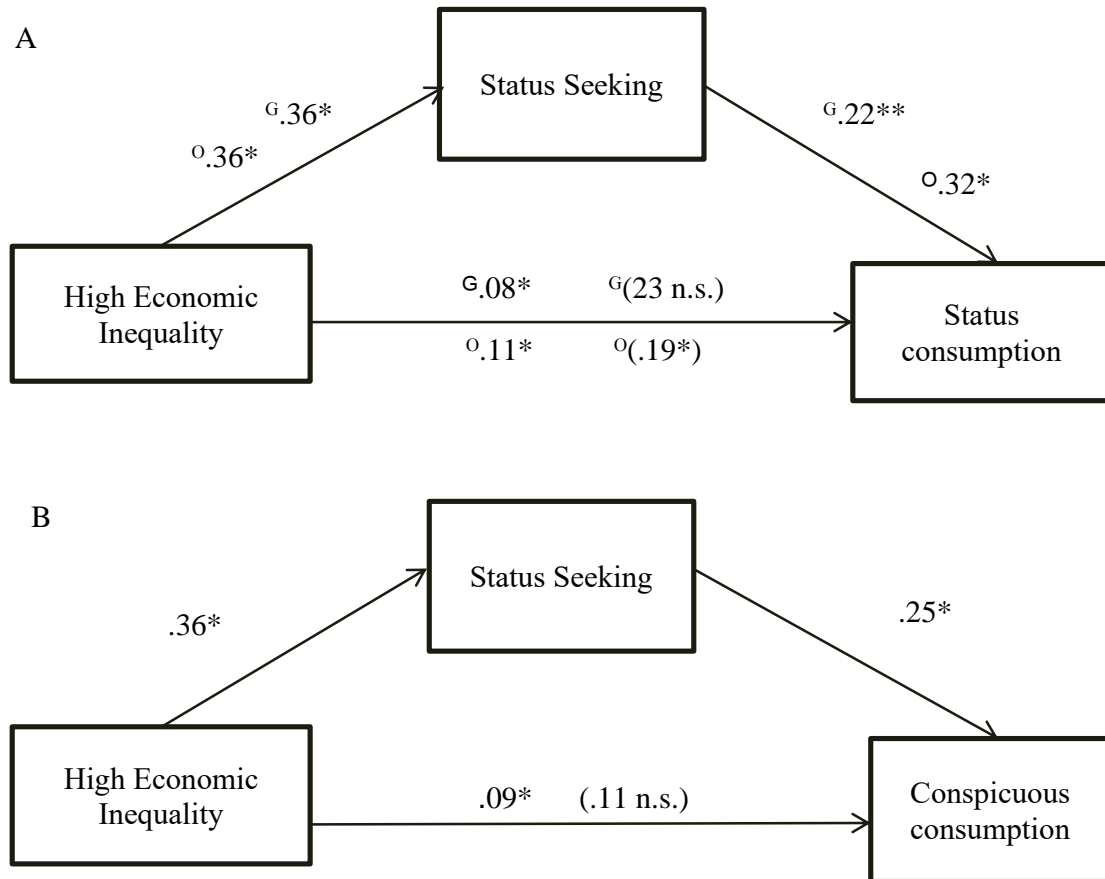 A
Status Seeking
ᴳ.36*
ᴳ.22**
ᴼ.36*
ᴼ.32*
High Economic
Inequality
ᴳ.08* ᴳ(23 n.s.)
ᴼ.11* ᴼ(.19*)
Status
consumption
B
Status Seeking
.36*
.25*
High Economic
Inequality
.09* (.11 n.s.)
Conspicuous
consumption